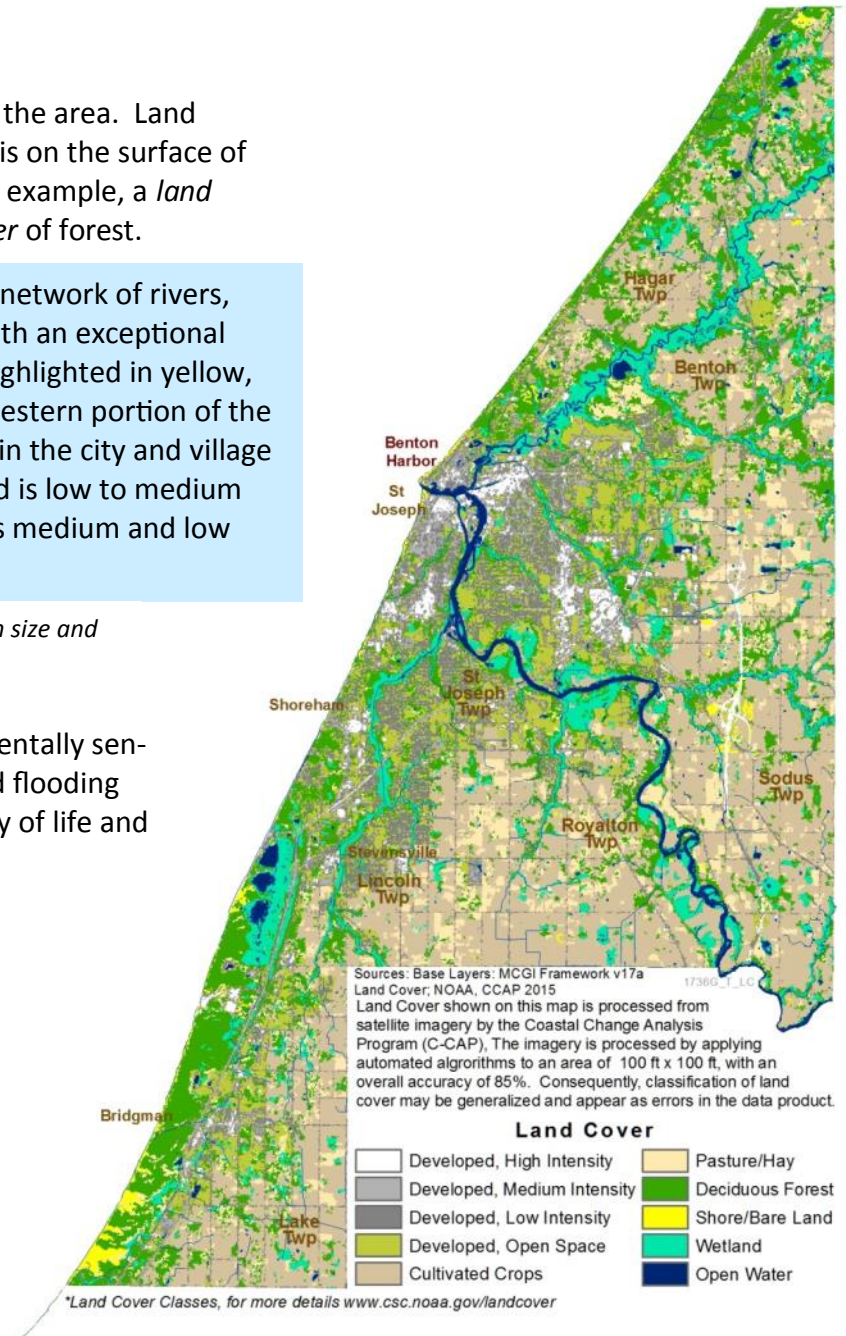 the area. Land
is on the surface of
example, a land
er of forest.
network of rivers,
th an exceptional
ghlighted in yellow,
estern portion of the
in the city and village
d is low to medium
s medium and low
n size and
entally sen-
d flooding
y of life and
Hagar
Twp
Benton
Twp
Benton
Harbor
St
Joseph
Shoreham
St
Joseph
Twp
Sodus
Twp
Royalton
Twp
Stevensville
Lincoln
Twp
Bridgman
Lake
Twp
Sources: Base Layers: MCGI Framework v17a
1736G_T_LC
Land Cover; NOAA, CCAP 2015
Land Cover shown on this map is processed from
satellite imagery by the Coastal Change Analysis
Program (C-CAP), The imagery is processed by applying
automated algrorithms to an area of 100 ft x 100 ft, with an
overall accuracy of 85%. Consequently, classification of land
cover may be generalized and appear as errors in the data product.
Land Cover
Developed, High Intensity
Developed, Medium Intensity
Developed, Low Intensity
Developed, Open Space
Cultivated Crops
Pasture/Hay
Deciduous Forest
Shore/Bare Land
Wetland
Open Water
*Land Cover Classes, for more details www.csc.noaa.gov/landcover